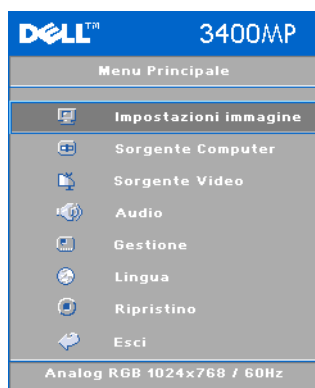 DELL™ 3400MP
Menu Principale
Impostazioni immagine
Sorgente Computer
Sorgente Video
Audio
Gestione
Lingua
Ripristino
Esci
Analog RGB 1024x768 / 60Hz